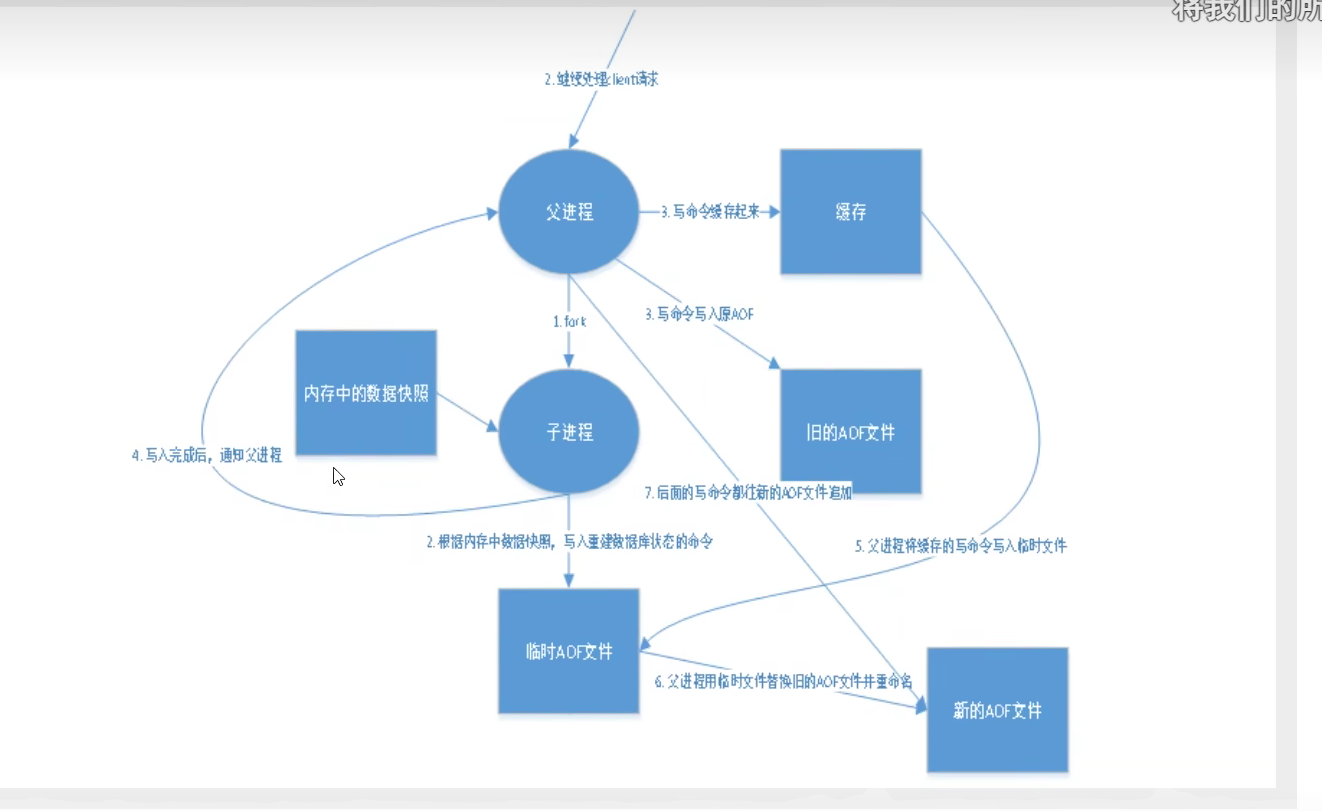 将我们的所
2.继续处理client请求
父进程
3.写命令缓存起来
缓存
1.fork
3.写命令写入原AOF
内存中的数据快照
子进程
旧的AOF文件
4.写入完成后，通知父进程
7.后面的写命令都往新的AOF文件追加
2.根据内存中数据快照，写入重建数据库状态的命令
5.父进程将缓存的写命令写入临时文件
临时AOF文件
6.父进程用临时文件替换旧的AOF文件并重命名
新的AOF文件